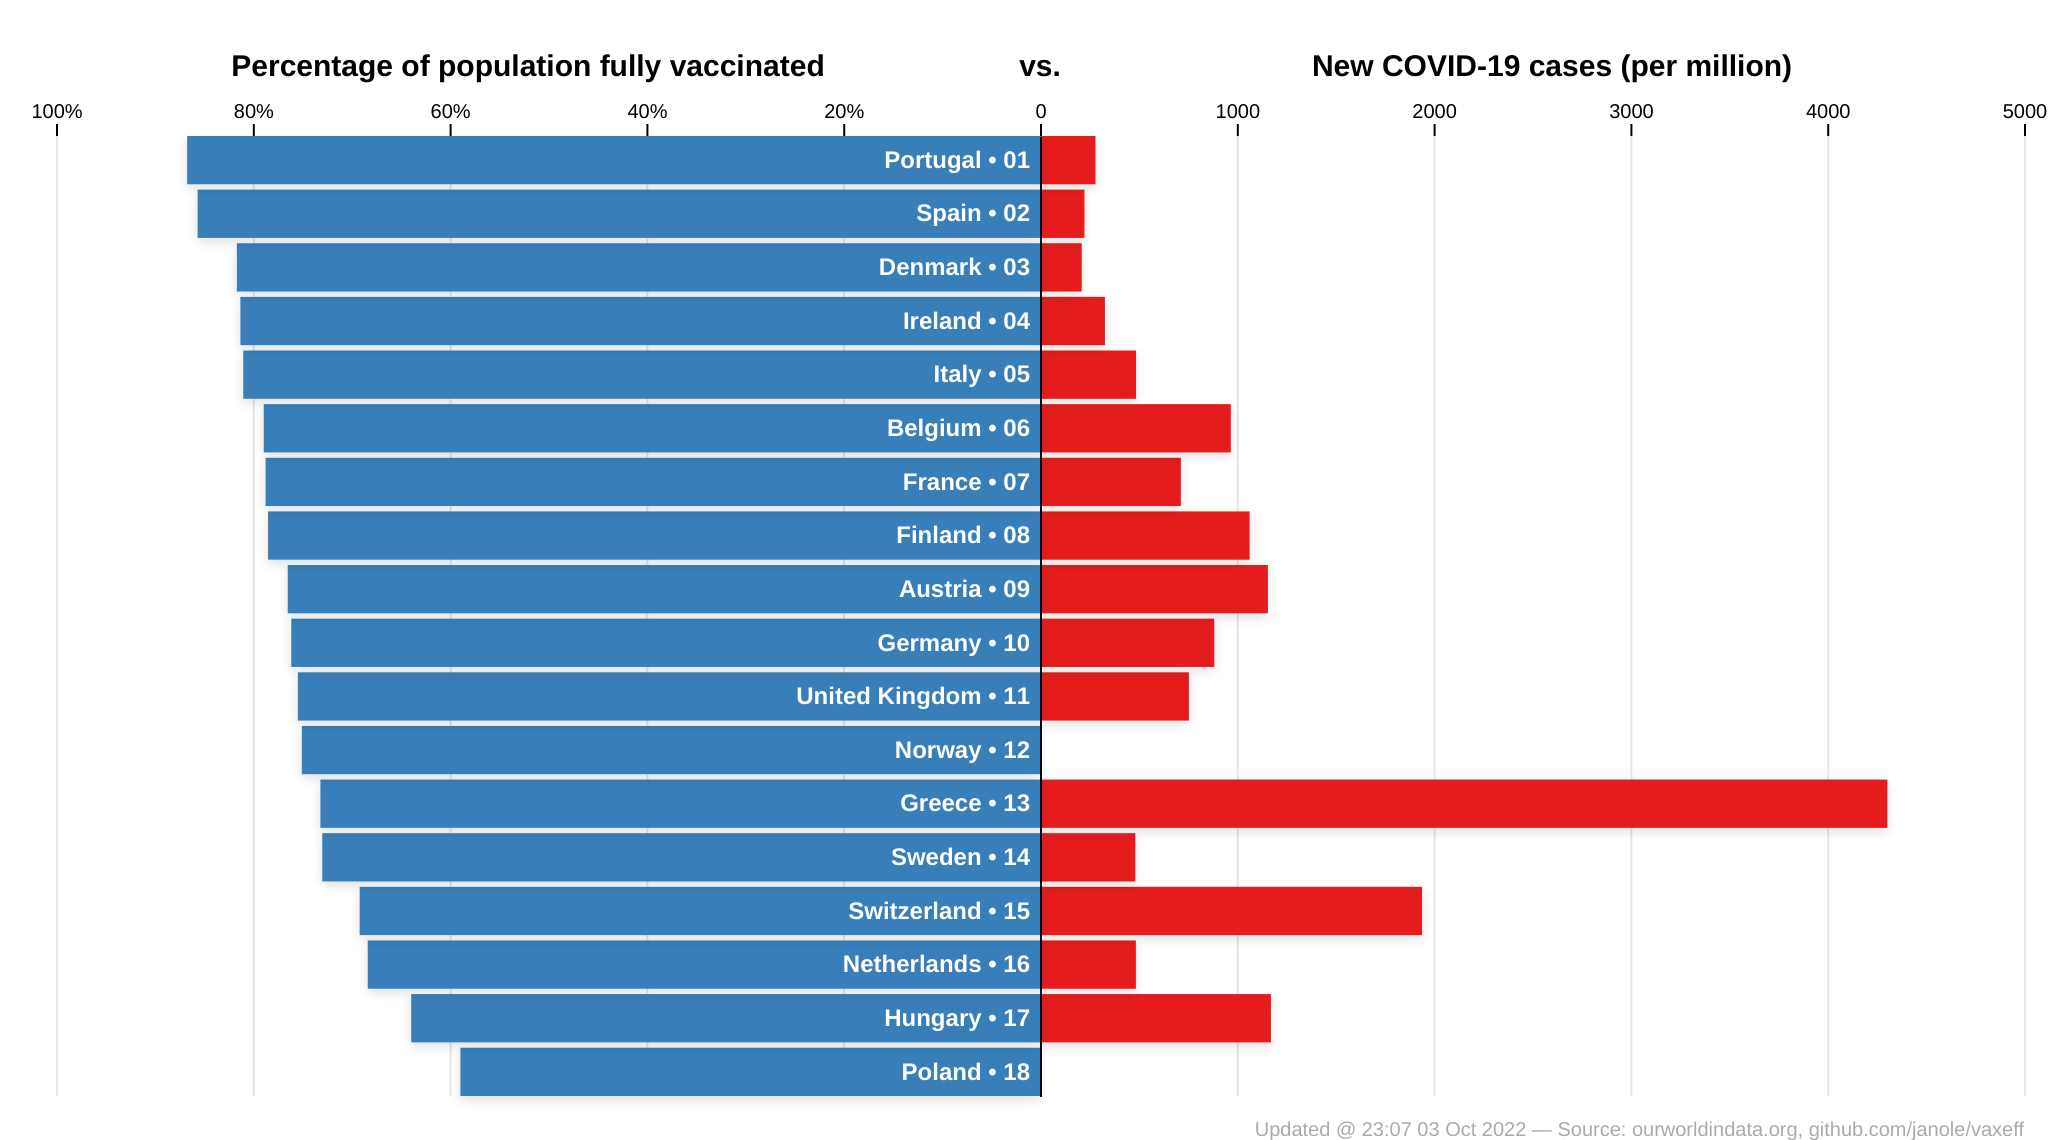 Percentage of population fully vaccinated vs. New COVID-19 cases (per million)
100% 80% 60% 40% 20% 0 1000 2000 3000 4000 5000
Portugal • 01
Spain • 02
Denmark • 03
Ireland • 04
Italy • 05
Belgium • 06
France • 07
Finland • 08
Austria • 09
Germany • 10
United Kingdom • 11
Norway • 12
Greece • 13
Sweden • 14
Switzerland • 15
Netherlands • 16
Hungary • 17
Poland • 18
Updated @ 23:07 03 Oct 2022 — Source: ourworldindata.org, github.com/janole/vaxeff